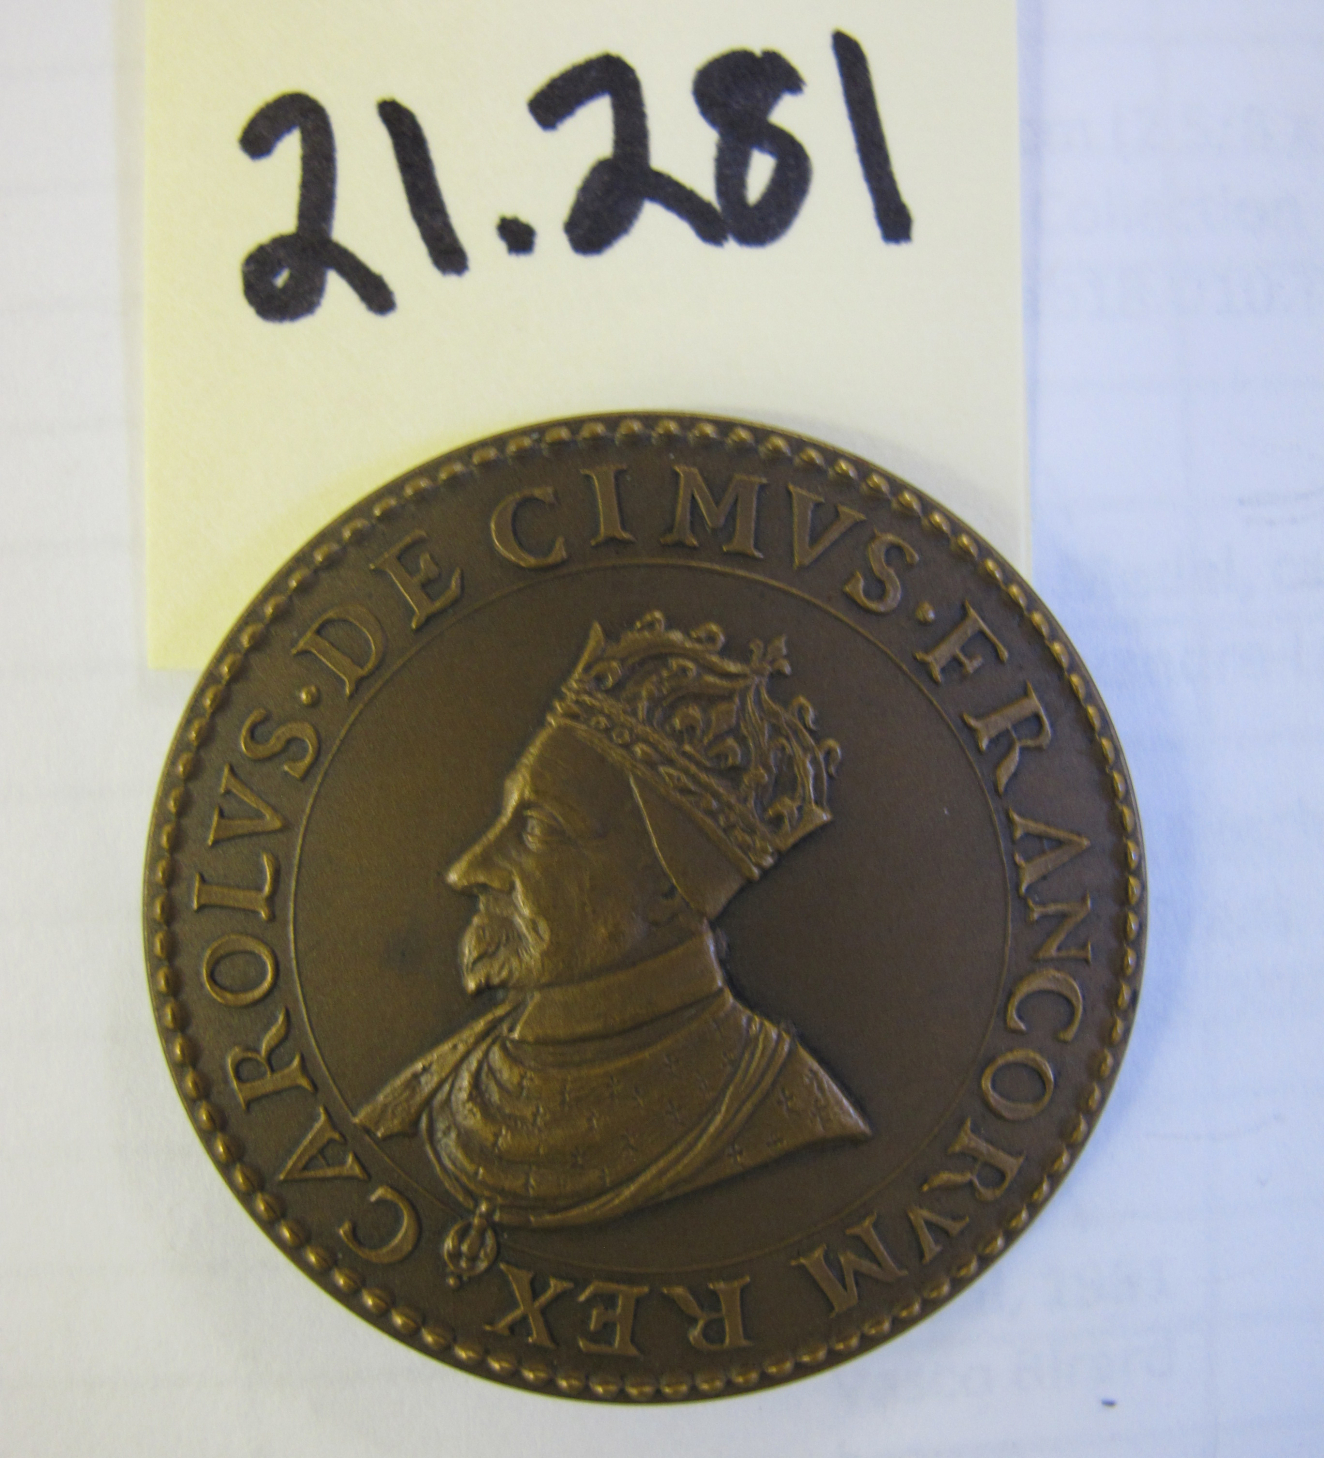 21.281
CAROLVS·DECIMVS·FRANCORVM REX